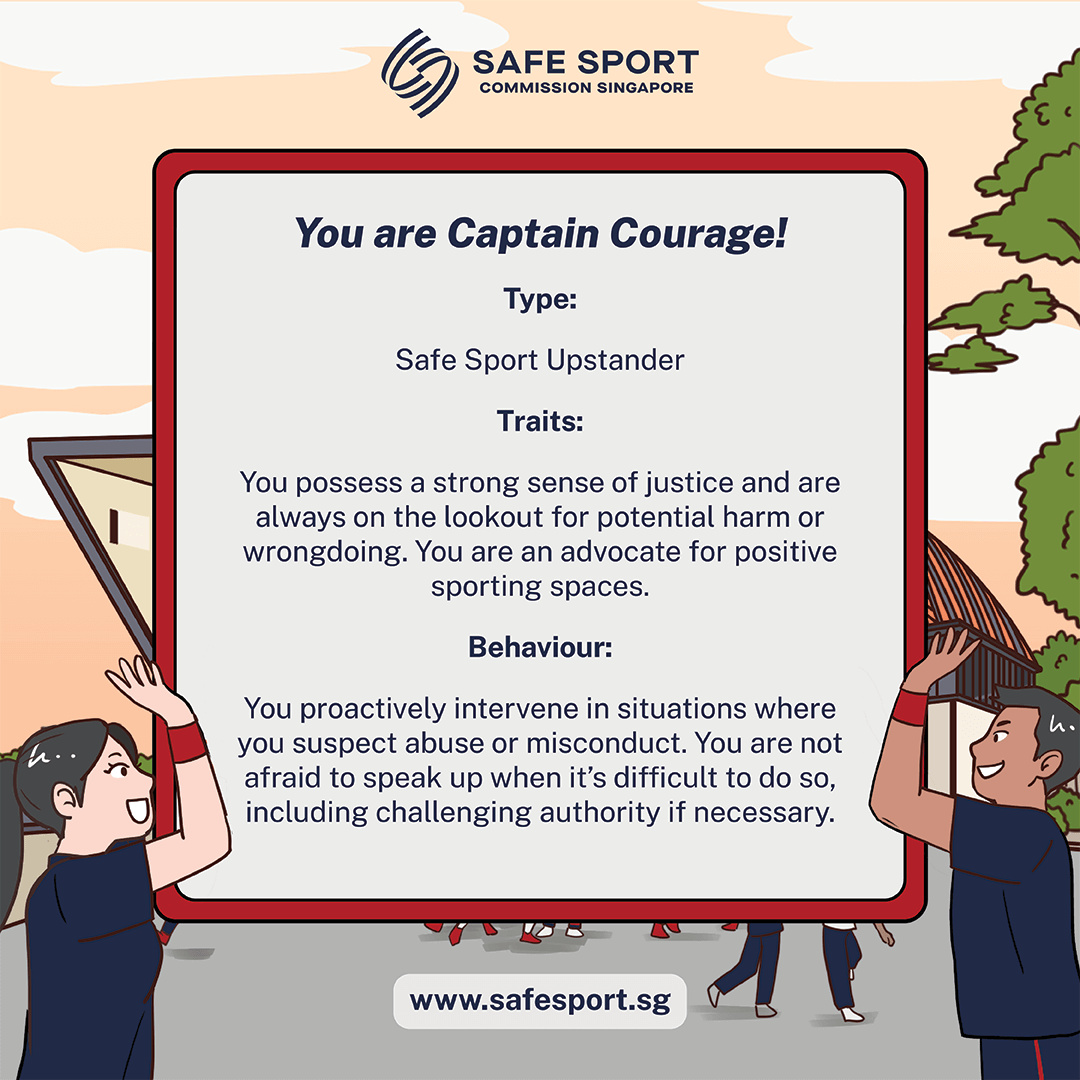 SAFE SPORT
COMMISSION SINGAPORE
You are Captain Courage!
Type:
Safe Sport Upstander
Traits:
You possess a strong sense of justice and are
always on the lookout for potential harm or
wrongdoing. You are an advocate for positive
sporting spaces.
Behaviour:
You proactively intervene in situations where
you suspect abuse or misconduct. You are not
afraid to speak up when it’s difficult to do so,
including challenging authority if necessary.
www.safesport.sg